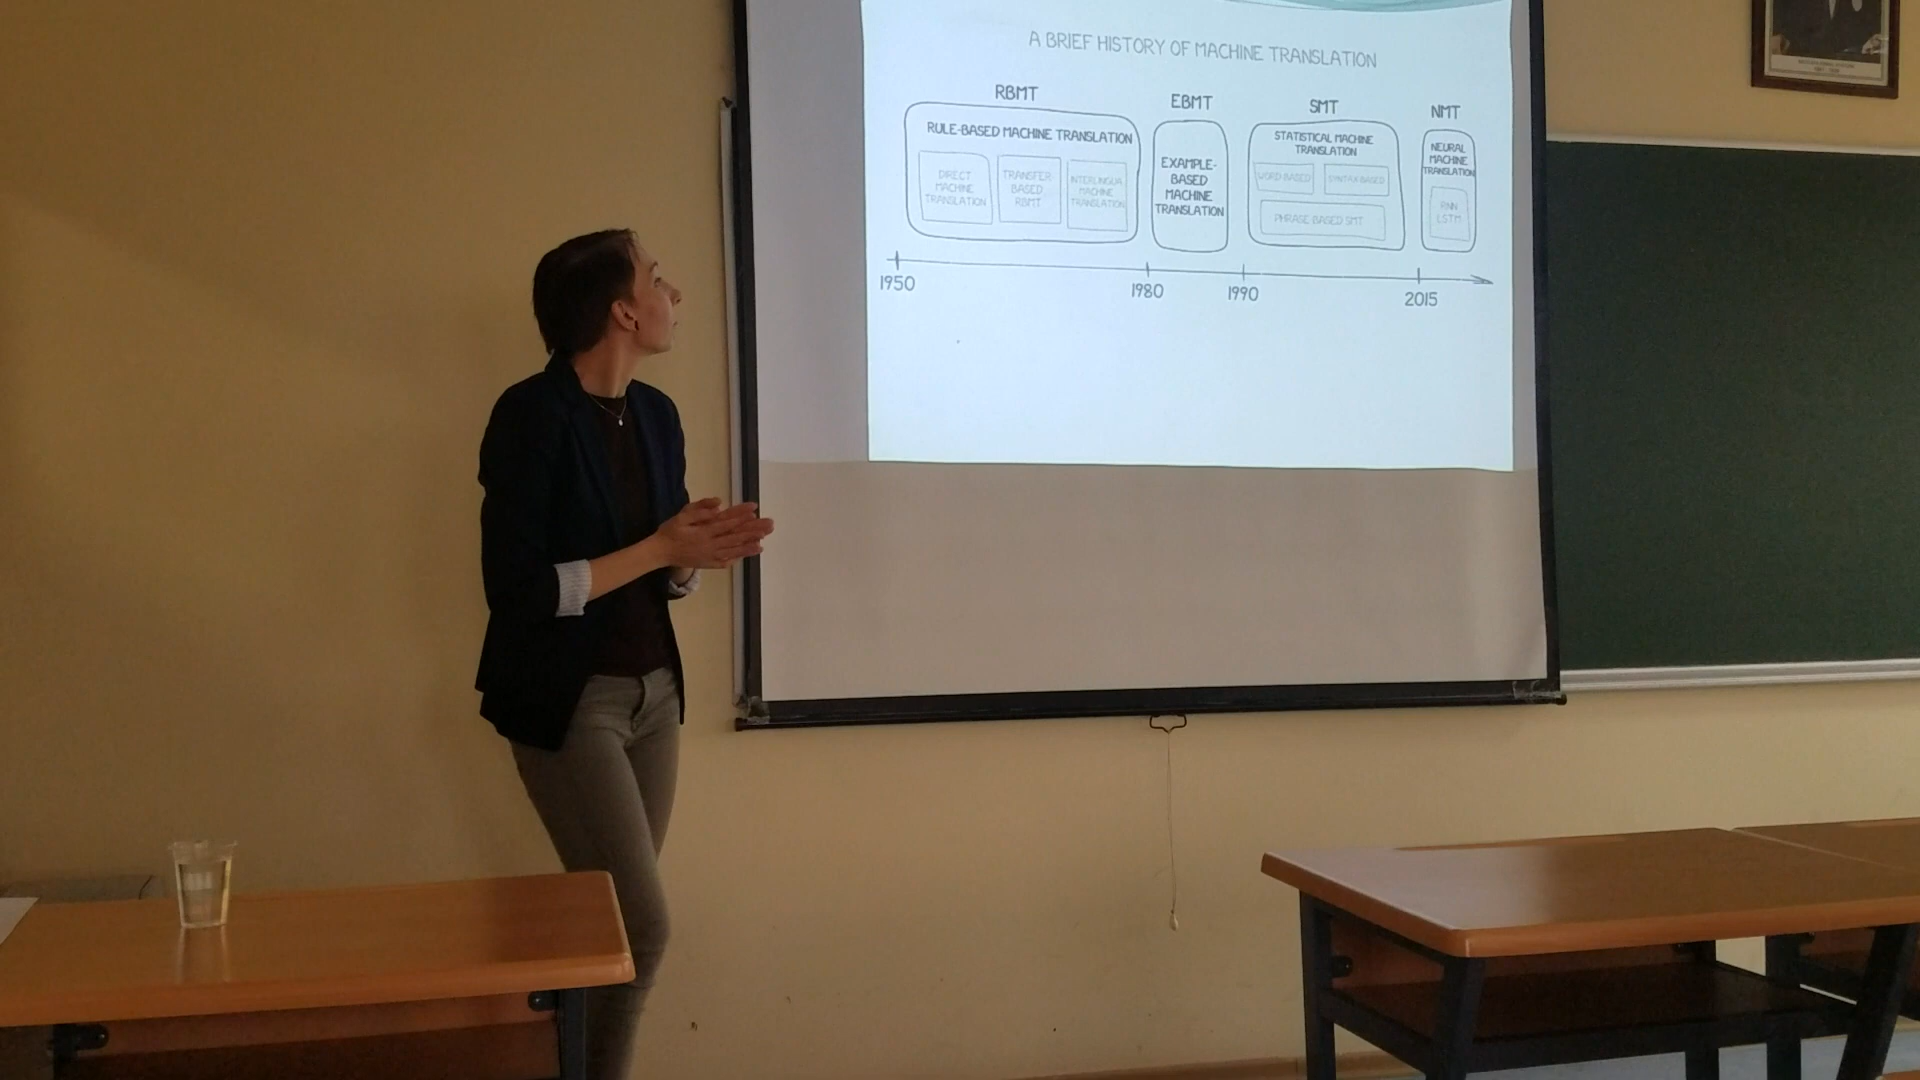 A BRIEF HISTORY OF MACHINE TRANSLATION
RBMT
RULE-BASED MACHINE TRANSLATION
DIRECT
MACHINE
TRANSLATION
TRANSFER-
BASED
RBMT
INTERLINGUAL
MACHINE
TRANSLATION
EBMT
EXAMPLE-
BASED
MACHINE
TRANSLATION
SMT
STATISTICAL MACHINE
TRANSLATION
WORD BASED
SYNTAX BASED
PHRASE BASED SMT
NMT
NEURAL
MACHINE
TRANSLATION
RNN
LSTM
1950
1980
1990
2015